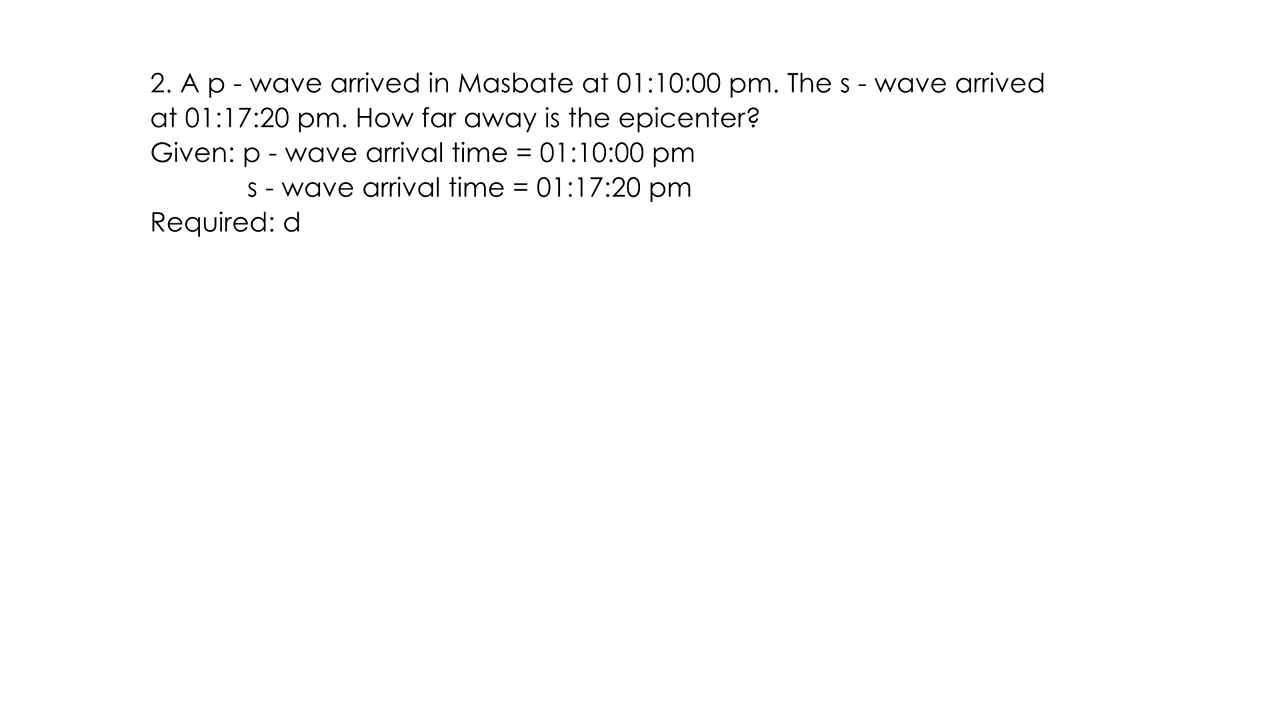 2. A p - wave arrived in Masbate at 01:10:00 pm. The s - wave arrived
at 01:17:20 pm. How far away is the epicenter?
Given: p - wave arrival time = 01:10:00 pm
s - wave arrival time = 01:17:20 pm
Required: d